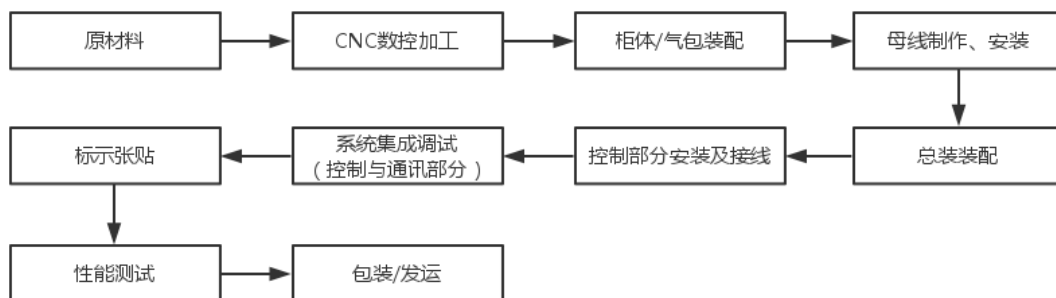 原材料
CNC数控加工
柜体/气包装配
母线制作、安装
总装装配
控制部分安装及接线
系统集成调试
（控制与通讯部分）
标示张贴
性能测试
包装/发运